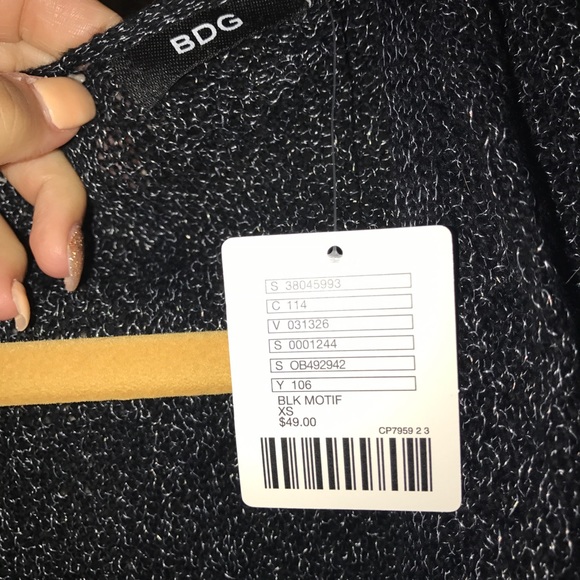 BDG
S 38045993
C 114
V 031326
S 0001244
S OB492942
Y 106
BLK MOTIF
XS
$49.00
CP7959 2 3